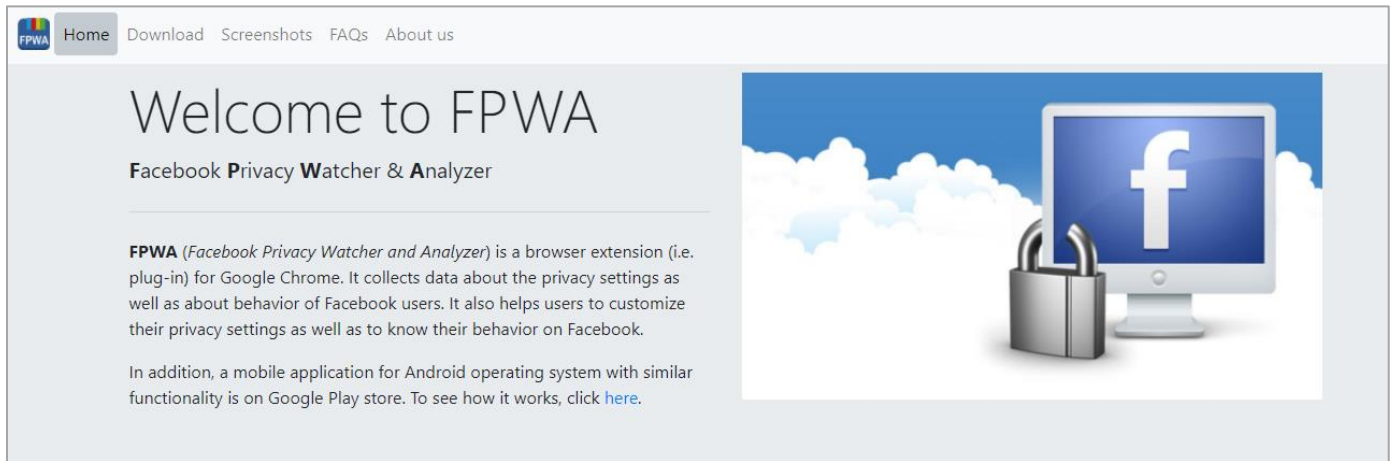 FPWA Home Download Screenshots FAQs About us
Welcome to FPWA
Facebook Privacy Watcher & Analyzer
FPWA (Facebook Privacy Watcher and Analyzer) is a browser extension (i.e.
plug-in) for Google Chrome. It collects data about the privacy settings as
well as about behavior of Facebook users. It also helps users to customize
their privacy settings as well as to know their behavior on Facebook.
In addition, a mobile application for Android operating system with similar
functionality is on Google Play store. To see how it works, click here.
f